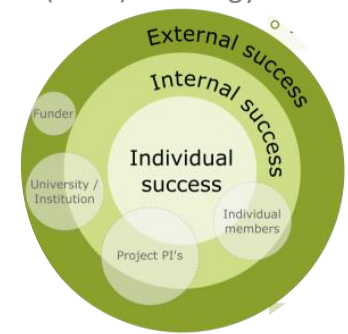 External success
Internal success
Funder
Individual
success
University /
Institution
Individual
members
Project PI's